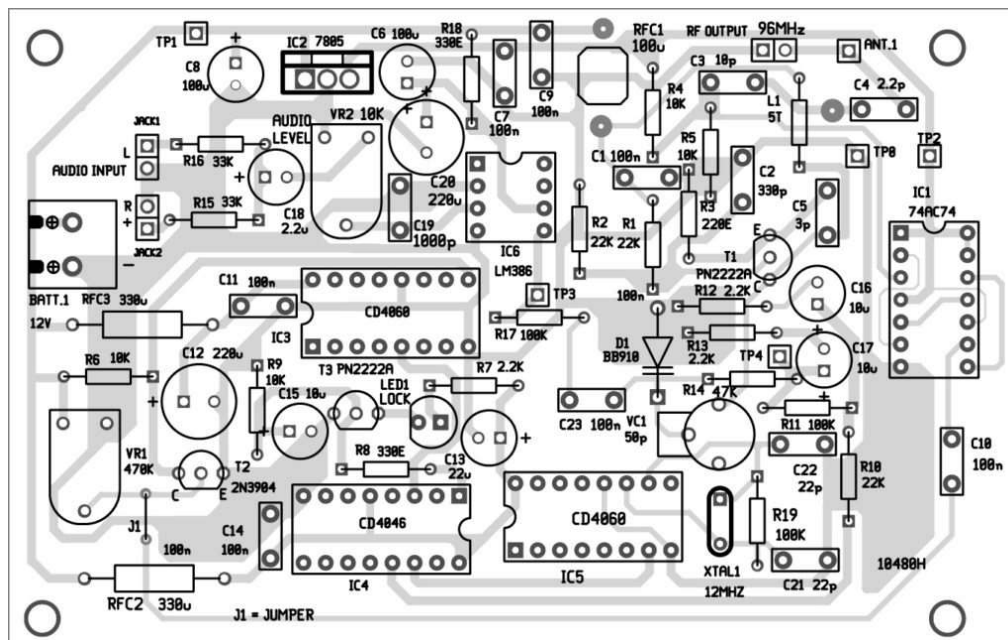 TP1
C8
100u
IC2 7805
C6 100u
R18
330E
C7
100n
C9
100n
RFC1
100u
RF OUTPUT 96MHz
ANT.1
C3 10p
C4 2.2p
R4
10K
L1
5T
R5
10K
TP2
TP8
JACK1
L
AUDIO INPUT
R
+
JACK2
-
BATT.1
12V
R16 33K
R15 33K
AUDIO
LEVEL
VR2 10K
C18
2.2u
C19
1000p
C20
220u
IC6
LM386
C1 100n
R2
22K
R1
22K
100n
R3
220E
C2
330p
C5
3p
E
T1
PN2222A
C
IC1
74AC74
RFC3 330u
C11 100n
IC3
CD4060
TP3
R17 100K
R12 2.2K
R13
2.2K
C16
10u
D1
BB910
TP4
C17
10u
R6 10K
C12 220u
R9
10K
T3 PN2222A
C15 10u
LED1
LOCK
R7 2.2K
R14 47K
R11 100K
C23 100n
VC1
50p
VR1
470K
T2
2N3904
C E
R8 330E
C13
22u
C22
22p
R10
22K
C10
100n
J1
C14
100n
100n
CD4046
IC4
CD4060
IC5
R19
100K
XTAL1
12MHZ
C21 22p
10480H
RFC2 330u
J1 = JUMPER